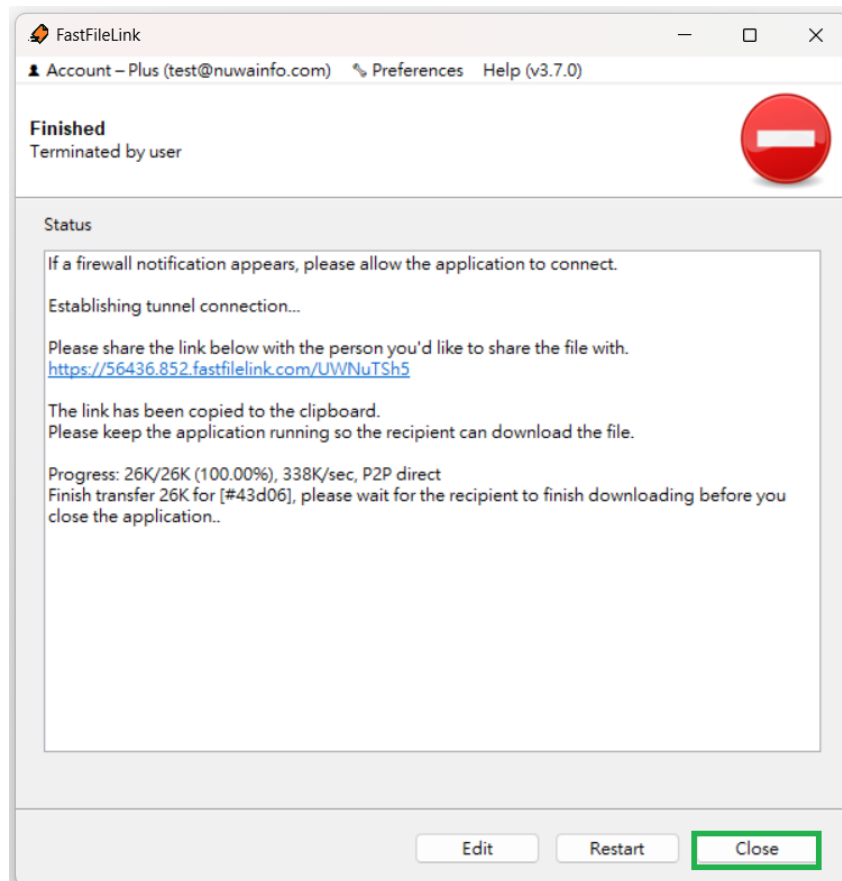 FastFileLink
Account – Plus (test@nuwainfo.com) Preferences Help (v3.7.0)
Finished
Terminated by user
Status
If a firewall notification appears, please allow the application to connect.
Establishing tunnel connection...
Please share the link below with the person you'd like to share the file with.
https://56436.852.fastfilelink.com/UWNuTSh5
The link has been copied to the clipboard.
Please keep the application running so the recipient can download the file.
Progress: 26K/26K (100.00%), 338K/sec, P2P direct
Finish transfer 26K for [#43d06], please wait for the recipient to finish downloading before you
close the application..
Edit Restart Close